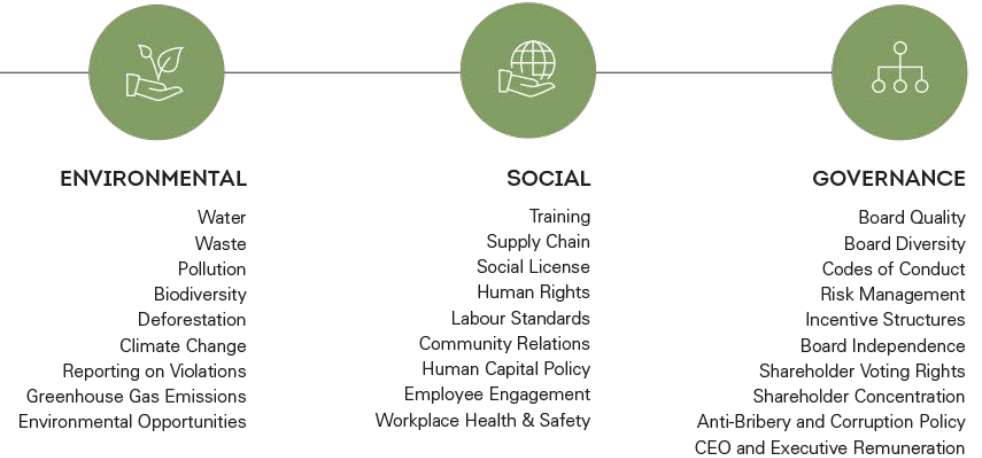 ENVIRONMENTAL
Water
Waste
Pollution
Biodiversity
Deforestation
Climate Change
Reporting on Violations
Greenhouse Gas Emissions
Environmental Opportunities
SOCIAL
Training
Supply Chain
Social License
Human Rights
Labour Standards
Community Relations
Human Capital Policy
Employee Engagement
Workplace Health & Safety
GOVERNANCE
Board Quality
Board Diversity
Codes of Conduct
Risk Management
Incentive Structures
Board Independence
Shareholder Voting Rights
Shareholder Concentration
Anti-Bribery and Corruption Policy
CEO and Executive Remuneration